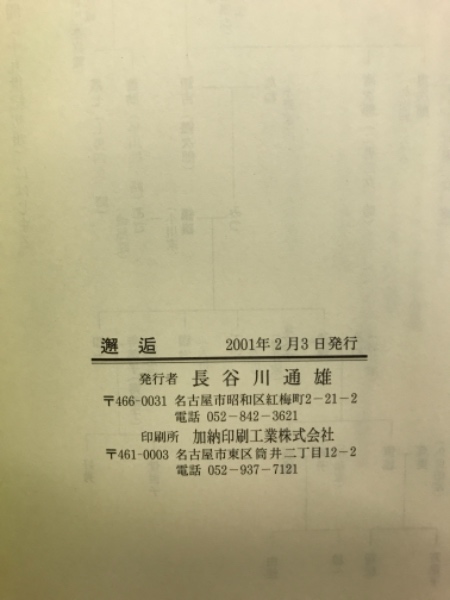 邂逅 2001年2月3日発行
発行者 長谷川通雄
〒466-0031 名古屋市昭和区紅梅町2-21-2
電話 052-842-3621
印刷所 加納印刷工業株式会社
〒461-0003 名古屋市東区筒井二丁目12-2
電話 052-937-7121